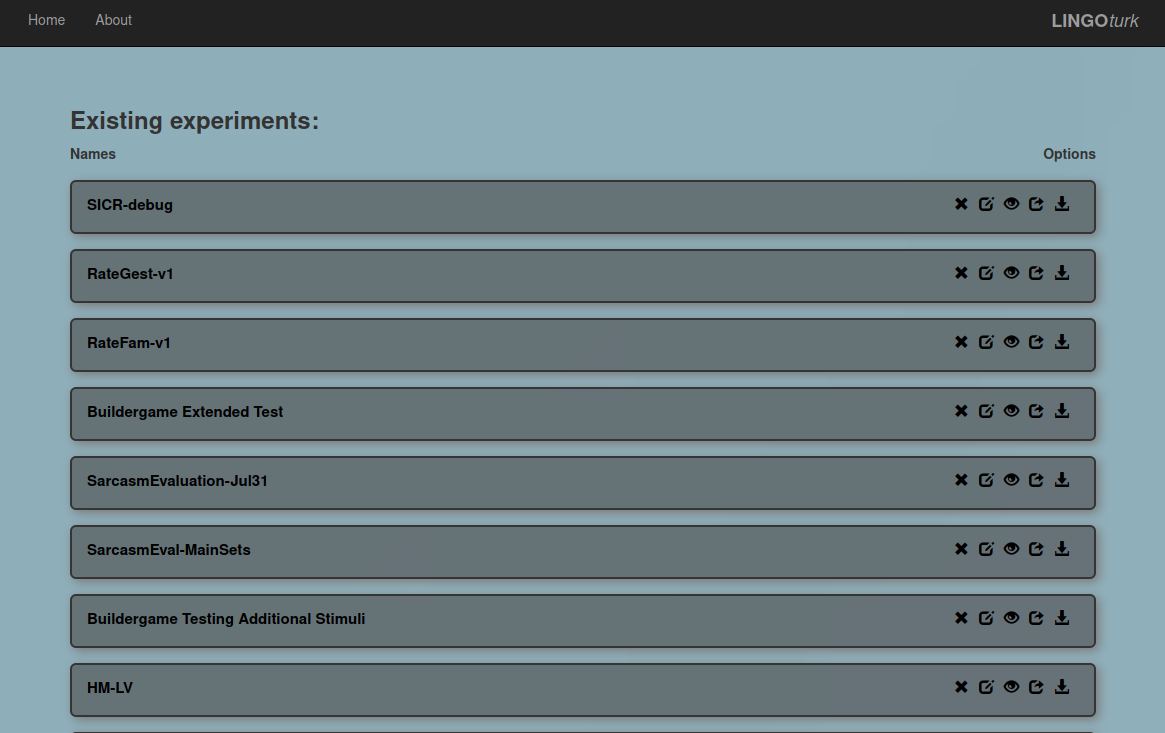 Home About LINGOturk
Existing experiments:
Names Options
SICR-debug
RateGest-v1
RateFam-v1
Buildergame Extended Test
SarcasmEvaluation-Jul31
SarcasmEval-MainSets
Buildergame Testing Additional Stimuli
HM-LV